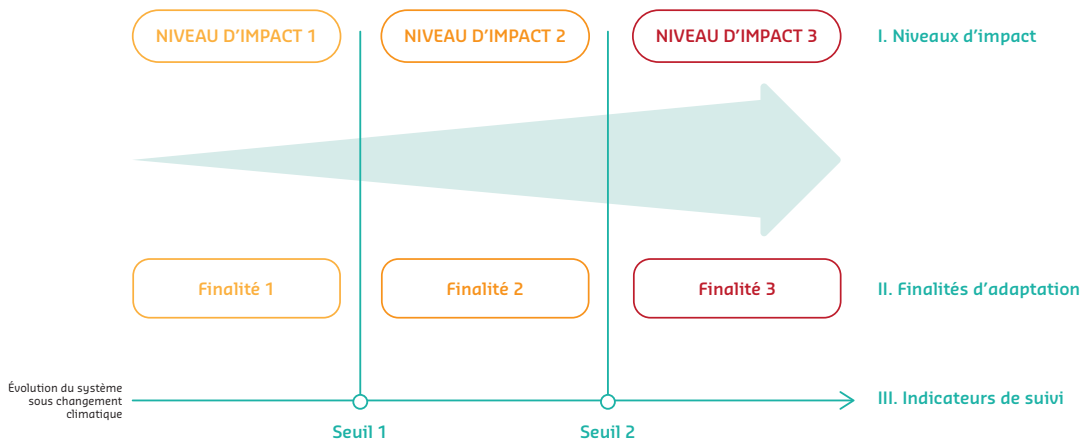 NIVEAU D’IMPACT 1
NIVEAU D’IMPACT 2
NIVEAU D’IMPACT 3
I. Niveaux d’impact
Finalité 1
Finalité 2
Finalité 3
II. Finalités d’adaptation
Évolution du système
sous changement
climatique
III. Indicateurs de suivi
Seuil 1
Seuil 2